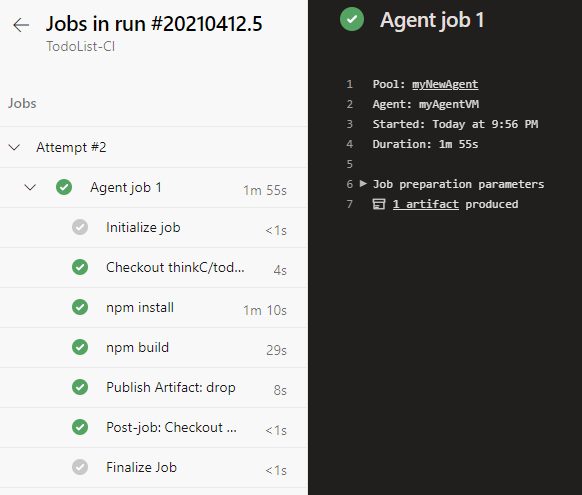 Jobs in run #20210412.5
TodoList-CI
Jobs
Attempt #2
Agent job 1 1m 55s
Initialize job <1s
Checkout thinkC/tod... 4s
npm install 1m 10s
npm build 29s
Publish Artifact: drop 8s
Post-job: Checkout ... <1s
Finalize Job <1s
Agent job 1
1 Pool: myNewAgent
2 Agent: myAgentVM
3 Started: Today at 9:56 PM
4 Duration: 1m 55s
5
6 Job preparation parameters
7 1 artifact produced